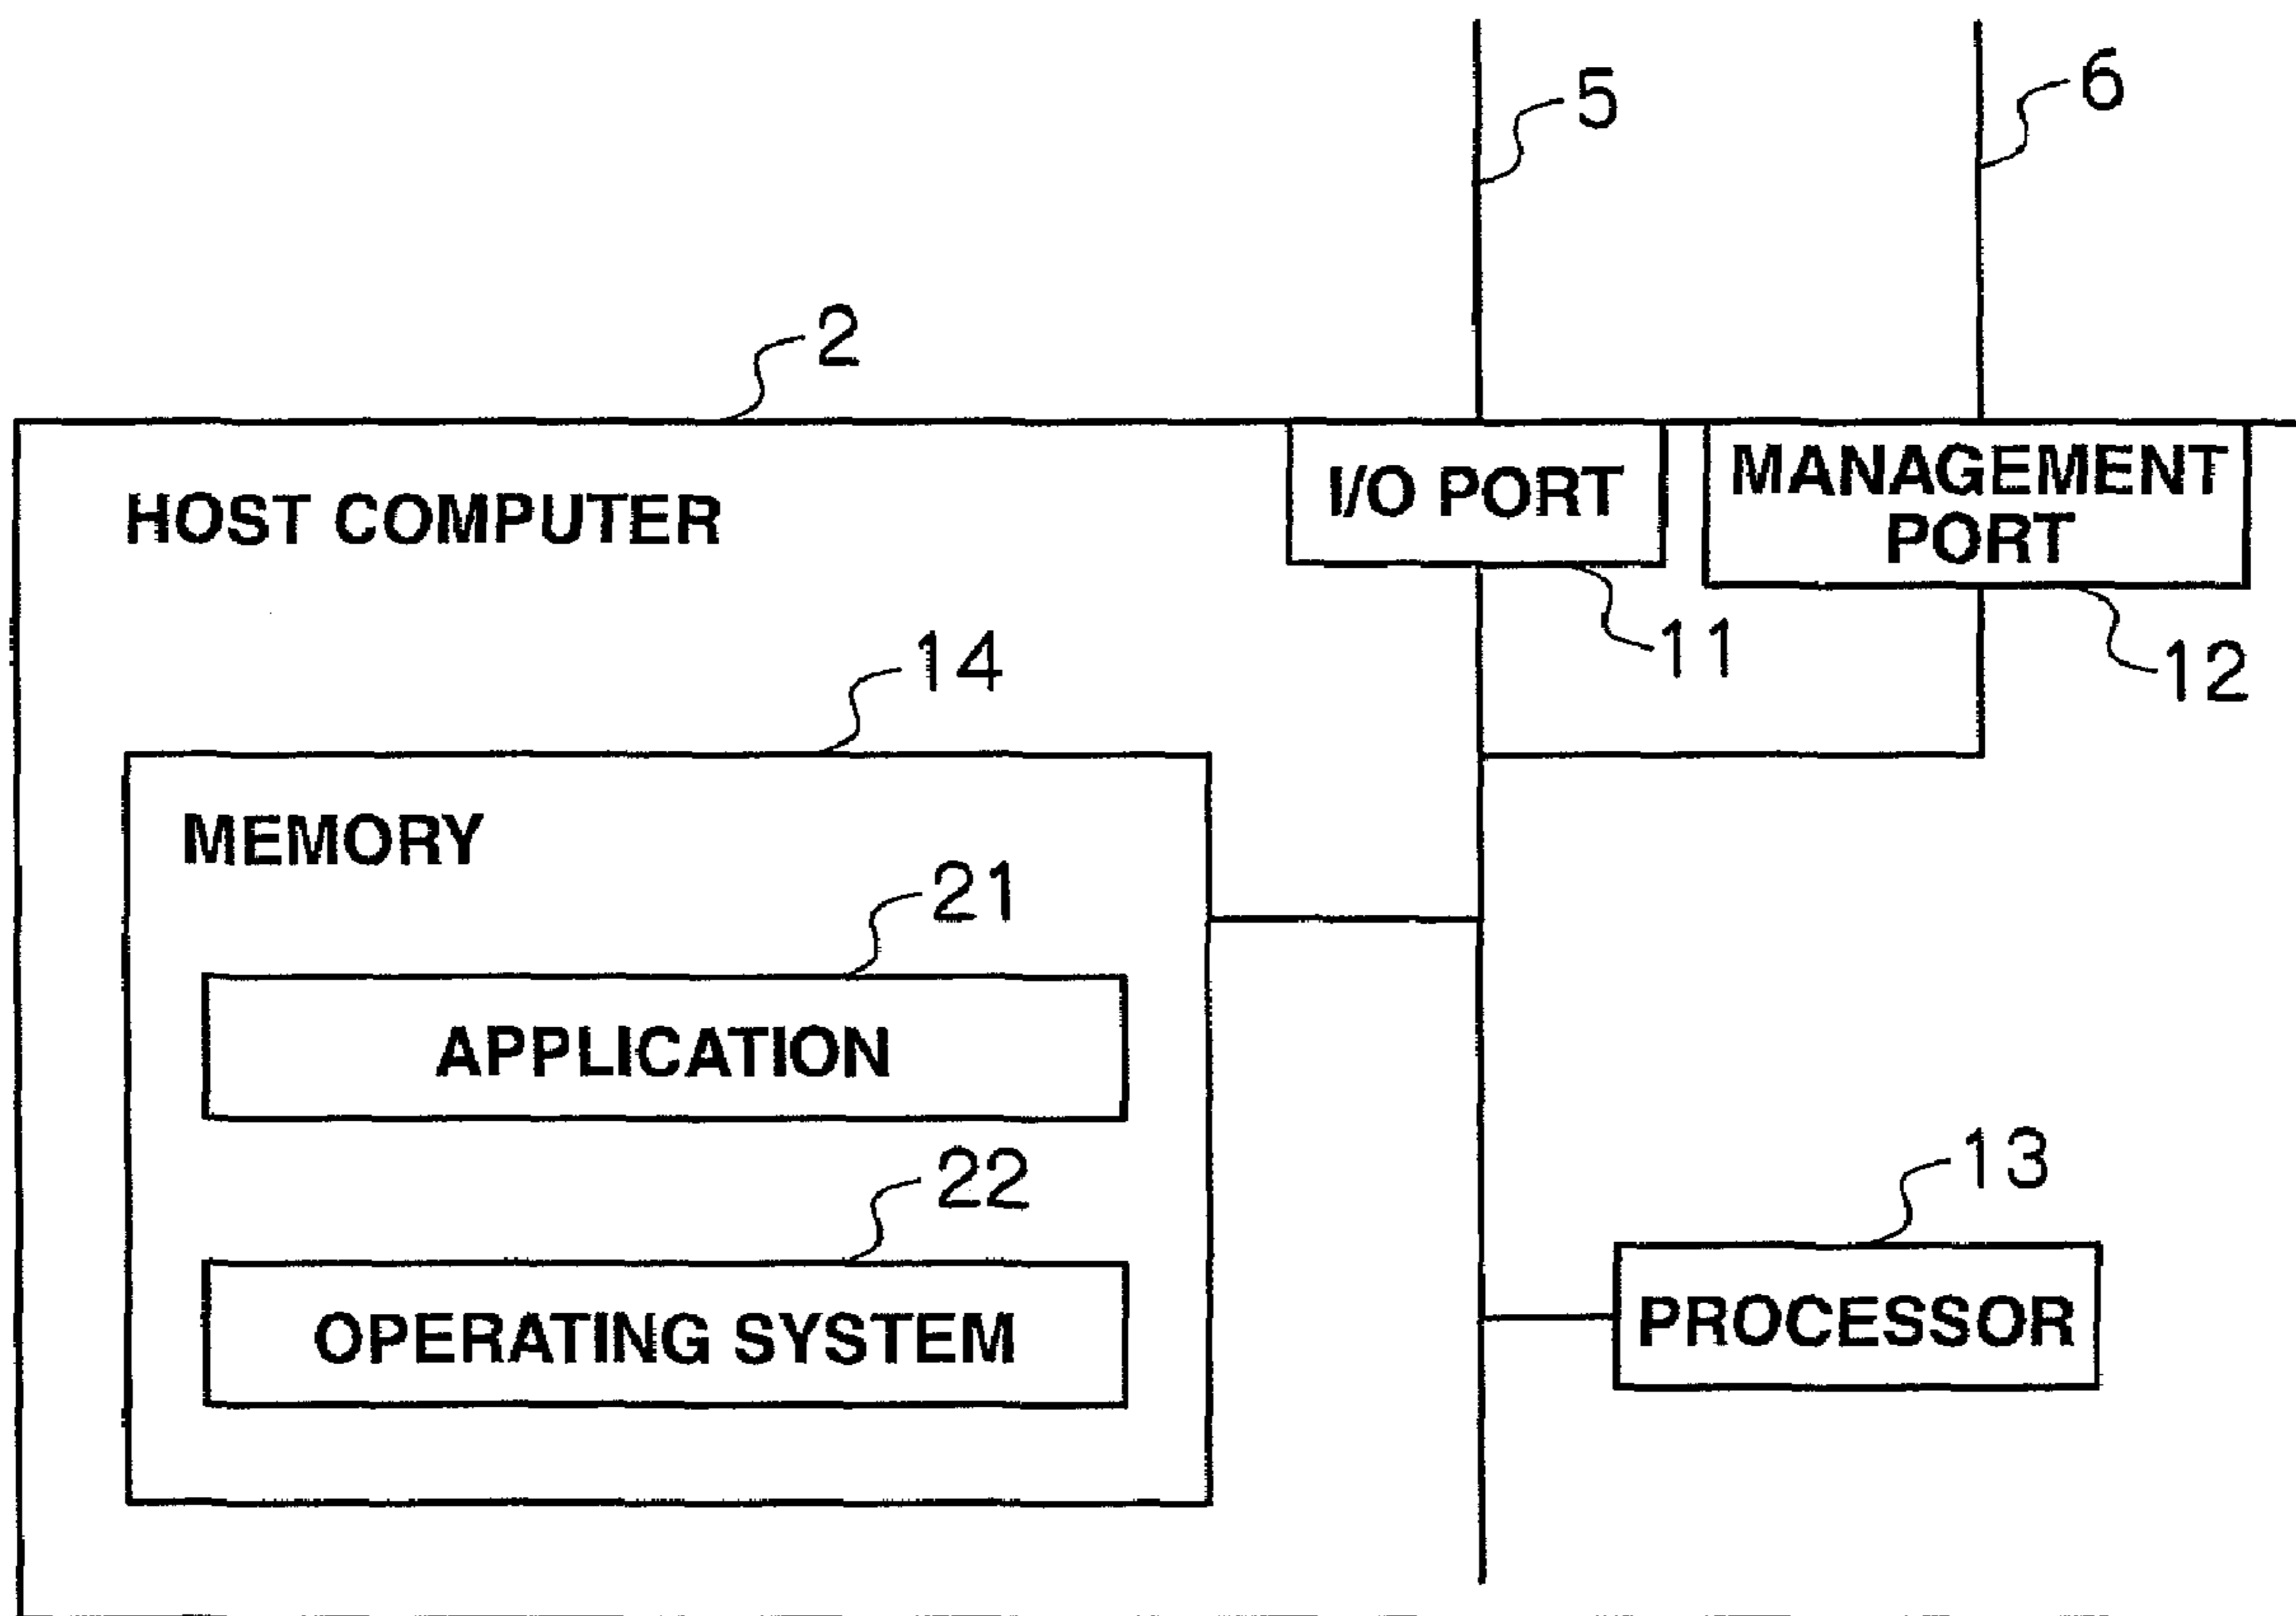 5
6
2
HOST COMPUTER
I/O PORT
MANAGEMENT
PORT
11
12
14
MEMORY
21
APPLICATION
22
OPERATING SYSTEM
13
PROCESSOR